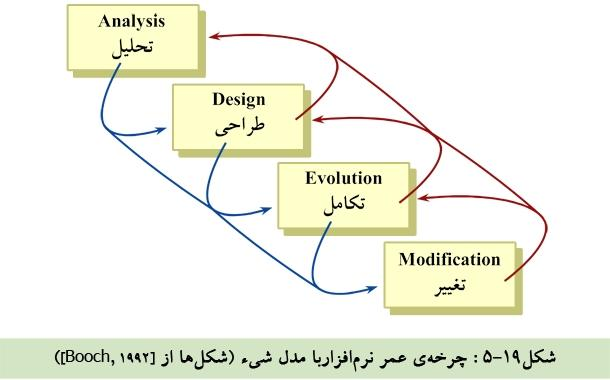 Analysis
تحلیل
Design
طراحی
Evolution
تکامل
Modification
تغییر
شکل۱۹-۵ : چرخه‌ی عمر نرم‌افزاربا مدل شیء (شکل‌ها از [Booch, ۱۹۹۲])